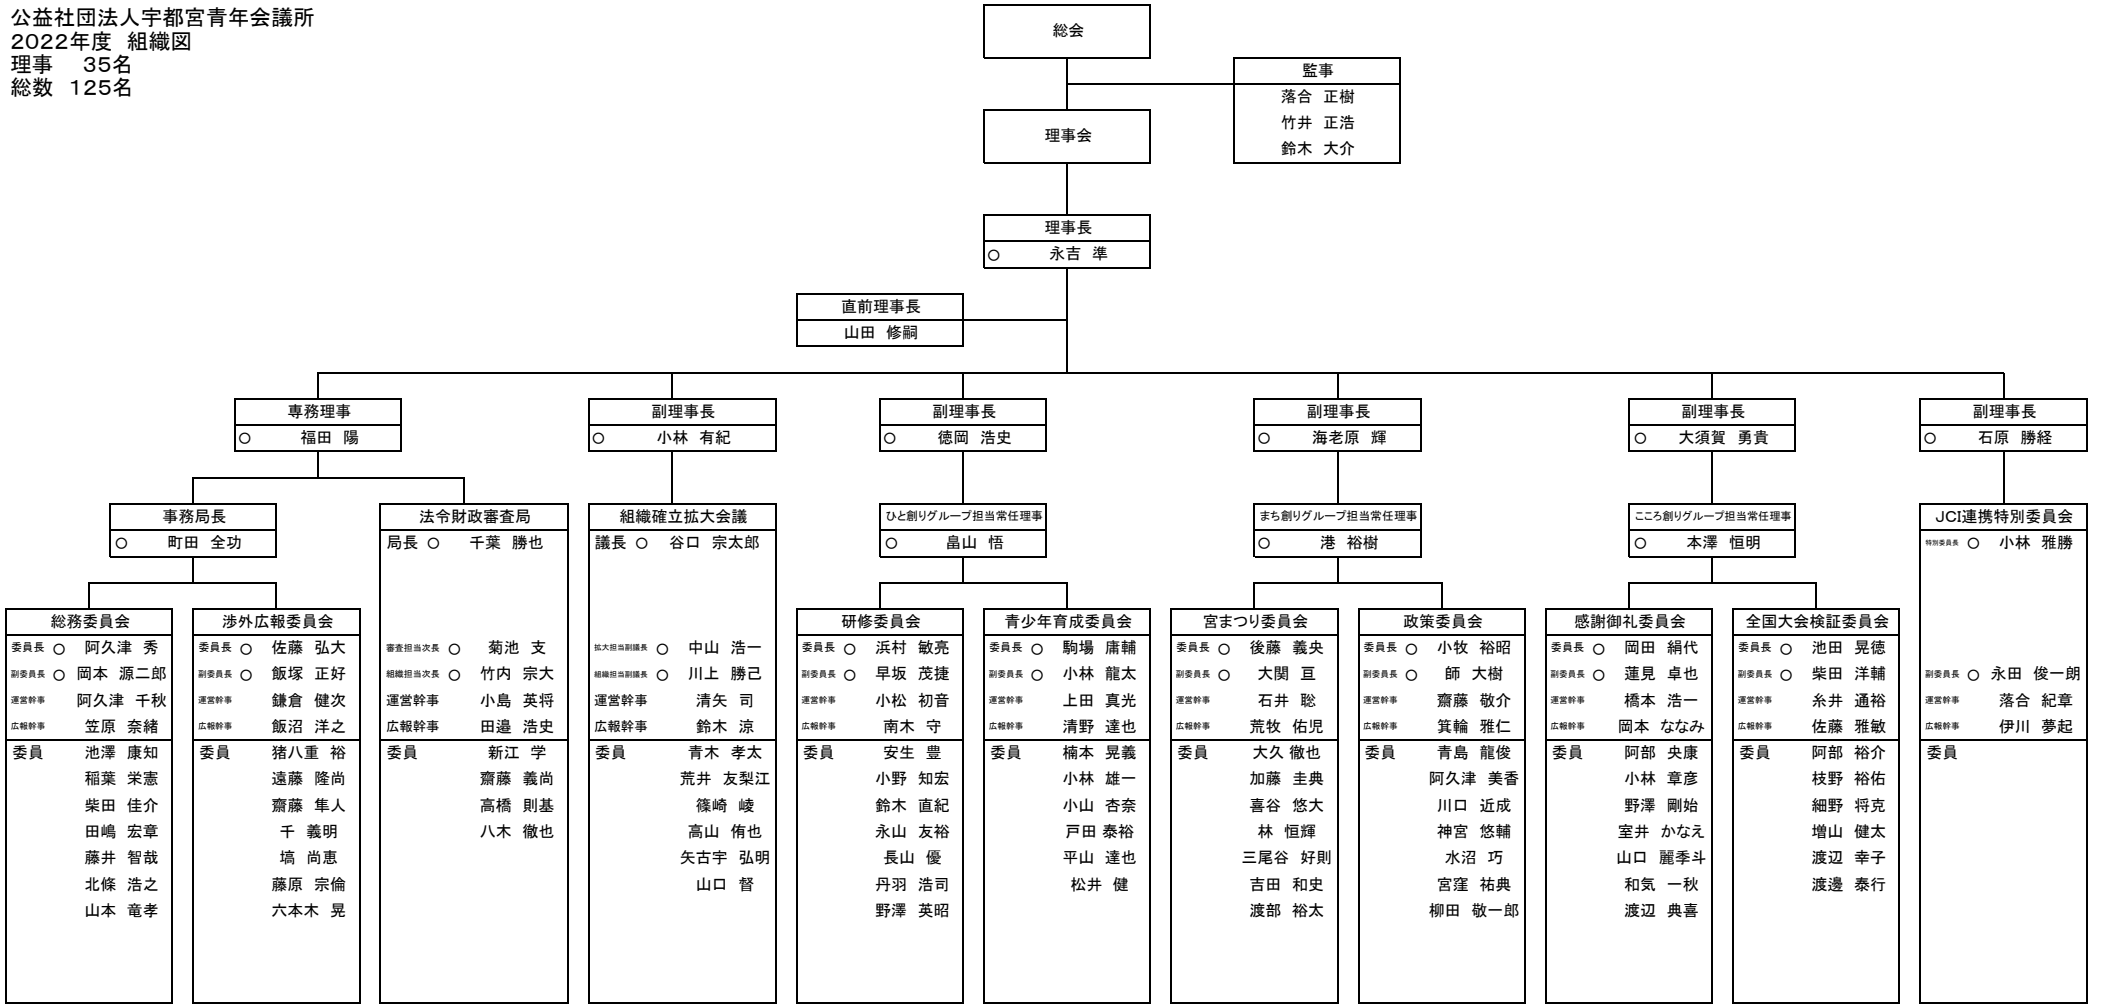 公益社団法人宇都宮青年会議所
2022年度 組織図
理事 35名
総数 125名
総会
監事
落合 正樹
竹井 正浩
鈴木 大介
理事会
理事長
○ 永吉 準
直前理事長
山田 修嗣
専務理事
○ 福田 陽
副理事長
○ 小林 有紀
副理事長
○ 徳岡 浩史
副理事長
○ 海老原 輝
副理事長
○ 大須賀 勇貴
副理事長
○ 石原 勝経
事務局長
○ 町田 全功
総務委員会
委員長 ○ 阿久津 秀
副委員長 ○ 岡本 源二郎
運営幹事 阿久津 千秋
広報幹事 笠原 奈緒
委員 池澤 康知
稲葉 栄憲
柴田 佳介
田嶋 宏章
藤井 智哉
北條 浩之
山本 竜孝
渉外広報委員会
委員長 ○ 佐藤 弘大
副委員長 ○ 飯塚 正好
運営幹事 鎌倉 健次
広報幹事 飯沼 洋之
委員 猪八重 裕
遠藤 隆尚
齋藤 隼人
千 義明
塙 尚恵
藤原 宗倫
六本木 晃
法令財政審査局
局長 ○ 千葉 勝也
審査担当次長 ○ 菊池 支
組織担当次長 ○ 竹内 宗大
運営幹事 小島 英将
広報幹事 田邉 浩史
委員 新江 学
齋藤 義尚
高橋 則基
八木 徹也
組織確立拡大会議
議長 ○ 谷口 宗太郎
拡大担当副議長 ○ 中山 浩一
組織担当副議長 ○ 川上 勝己
運営幹事 清矢 司
広報幹事 鈴木 涼
委員 青木 孝太
荒井 友梨江
篠崎 崚
高山 侑也
矢古宇 弘明
山口 督
ひと創りグループ担当常任理事
○ 畠山 悟
研修委員会
委員長 ○ 浜村 敏亮
副委員長 ○ 早坂 茂捷
運営幹事 小松 初音
広報幹事 南木 守
委員 安生 豊
小野 知宏
鈴木 直紀
永山 友裕
長山 優
丹羽 浩司
野澤 英昭
青少年育成委員会
委員長 ○ 駒場 庸輔
副委員長 ○ 小林 龍太
運営幹事 上田 真光
広報幹事 清野 達也
委員 楠本 晃義
小林 雄一
小山 杏奈
戸田 泰裕
平山 達也
松井 健
まち創りグループ担当常任理事
○ 港 裕樹
宮まつり委員会
委員長 ○ 後藤 義央
副委員長 ○ 大関 亘
運営幹事 石井 聡
広報幹事 荒牧 佑児
委員 大久 徹也
加藤 圭典
喜谷 悠大
林 恒輝
三尾谷 好則
吉田 和史
渡部 裕太
政策委員会
委員長 ○ 小牧 裕昭
副委員長 ○ 師 大樹
運営幹事 齋藤 敬介
広報幹事 箕輪 雅仁
委員 青島 龍俊
阿久津 美香
川口 近成
神宮 悠輔
水沼 巧
宮窪 祐典
柳田 敬一郎
こころ創りグループ担当常任理事
○ 本澤 恒明
感謝御礼委員会
委員長 ○ 岡田 絹代
副委員長 ○ 蓮見 卓也
運営幹事 橋本 浩一
広報幹事 岡本 ななみ
委員 阿部 央康
小林 章彦
野澤 剛始
室井 かなえ
山口 麗季斗
和気 一秋
渡辺 典喜
全国大会検証委員会
委員長 ○ 池田 晃徳
副委員長 ○ 柴田 洋輔
運営幹事 糸井 通裕
広報幹事 佐藤 雅敏
委員 阿部 裕介
枝野 裕佑
細野 将克
増山 健太
渡辺 幸子
渡邊 泰行
JCI連携特別委員会
特別委員長 ○ 小林 雅勝
副委員長 ○ 永田 俊一朗
運営幹事 落合 紀章
広報幹事 伊川 夢起
委員